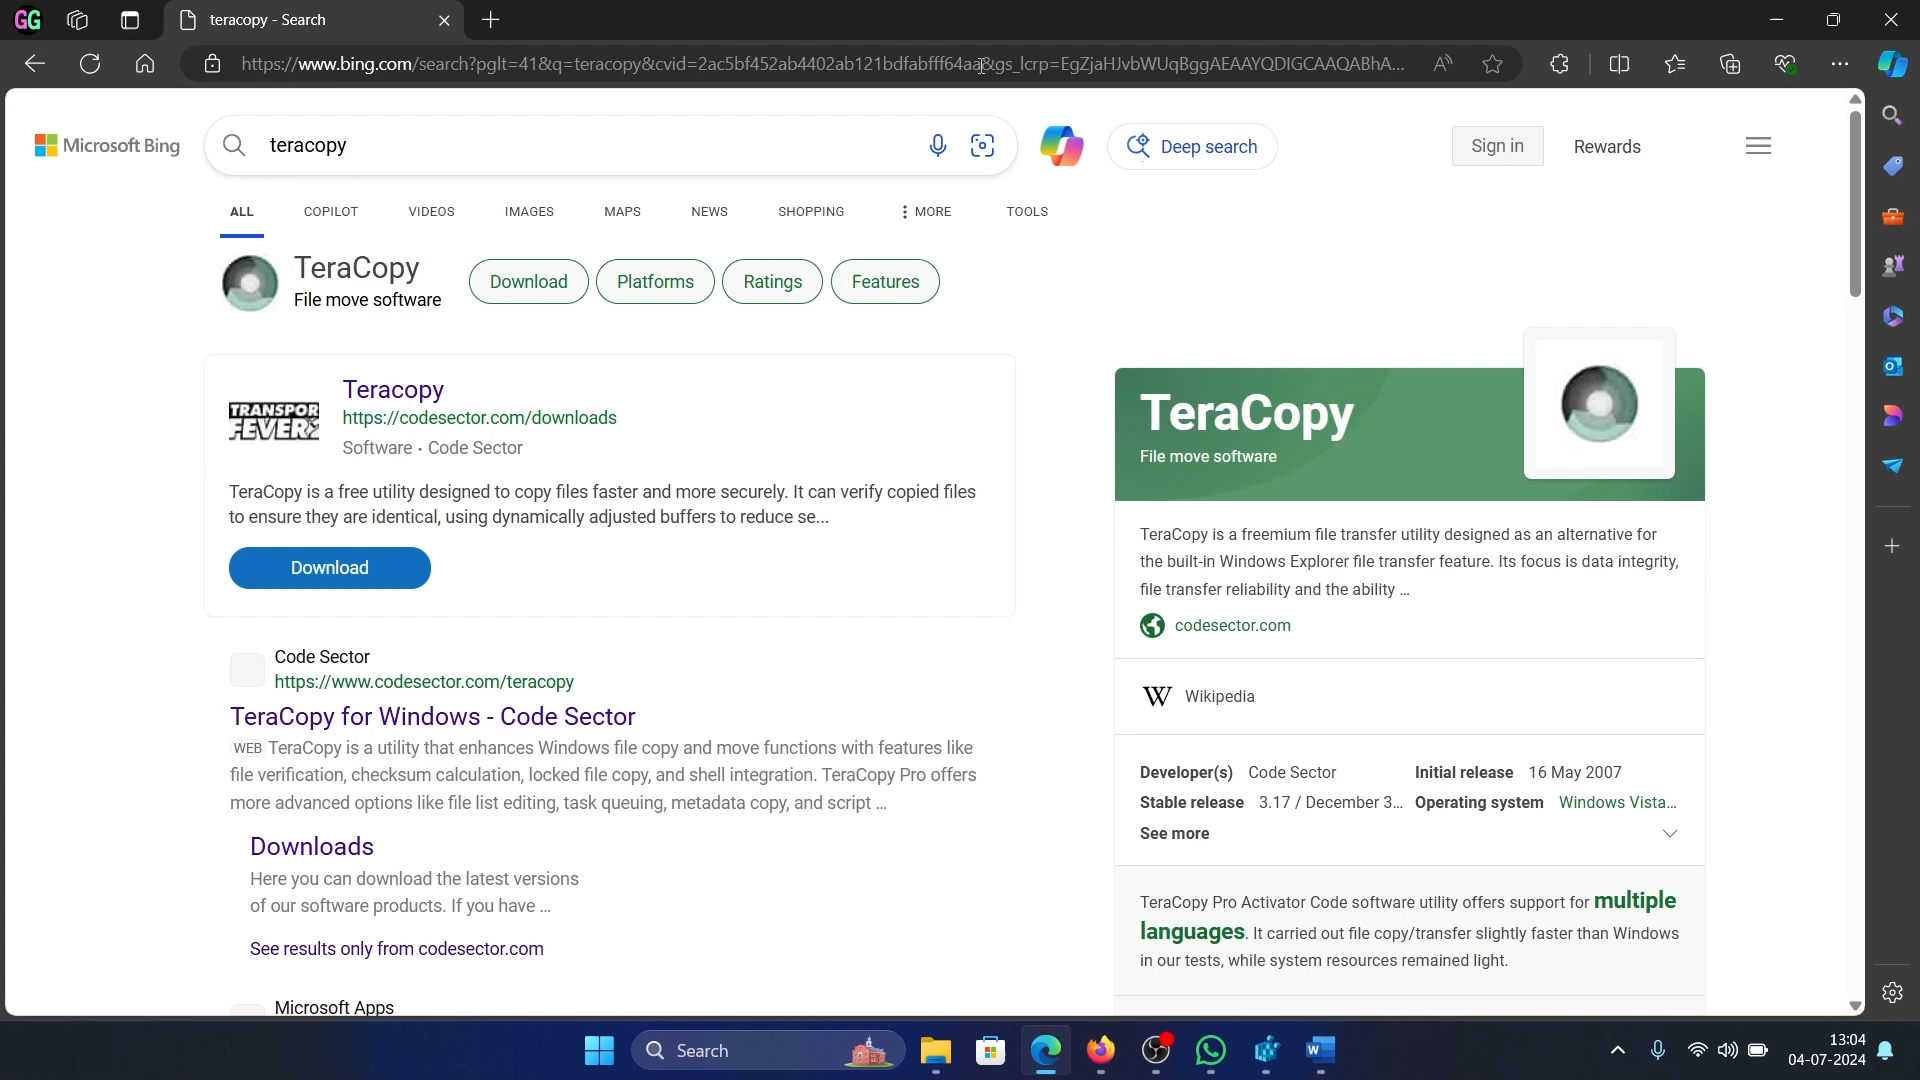 GG
teracopy - Search
https://www.bing.com/search?pglt=41&q=teracopy&cvid=2ac5bf452ab4402ab121bdfabfff64aa&gs_lcrp=EgZjaHJvbWUqBggAEAAYQDIGCAAQABhA...
Microsoft Bing
teracopy
Deep search
Sign in
Rewards
ALL
COPILOT
VIDEOS
IMAGES
MAPS
NEWS
SHOPPING
MORE
TOOLS
TeraCopy
File move software
Download
Platforms
Ratings
Features
TRANSPOR
FEVER2
Teracopy
https://codesector.com/downloads
Software · Code Sector
TeraCopy is a free utility designed to copy files faster and more securely. It can verify copied files
to ensure they are identical, using dynamically adjusted buffers to reduce se...
Download
Code Sector
https://www.codesector.com/teracopy
TeraCopy for Windows - Code Sector
WEB TeraCopy is a utility that enhances Windows file copy and move functions with features like
file verification, checksum calculation, locked file copy, and shell integration. TeraCopy Pro offers
more advanced options like file list editing, task queuing, metadata copy, and script ...
Downloads
Here you can download the latest versions
of our software products. If you have ...
See results only from codesector.com
Microsoft Apps
TeraCopy
File move software
TeraCopy is a freemium file transfer utility designed as an alternative for
the built-in Windows Explorer file transfer feature. Its focus is data integrity,
file transfer reliability and the ability ...
codesector.com
W Wikipedia
Developer(s) Code Sector
Initial release 16 May 2007
Stable release 3.17 / December 3...
Operating system Windows Vista...
See more
TeraCopy Pro Activator Code software utility offers support for multiple
languages. It carried out file copy/transfer slightly faster than Windows
in our tests, while system resources remained light.
Search
13:04
04-07-2024